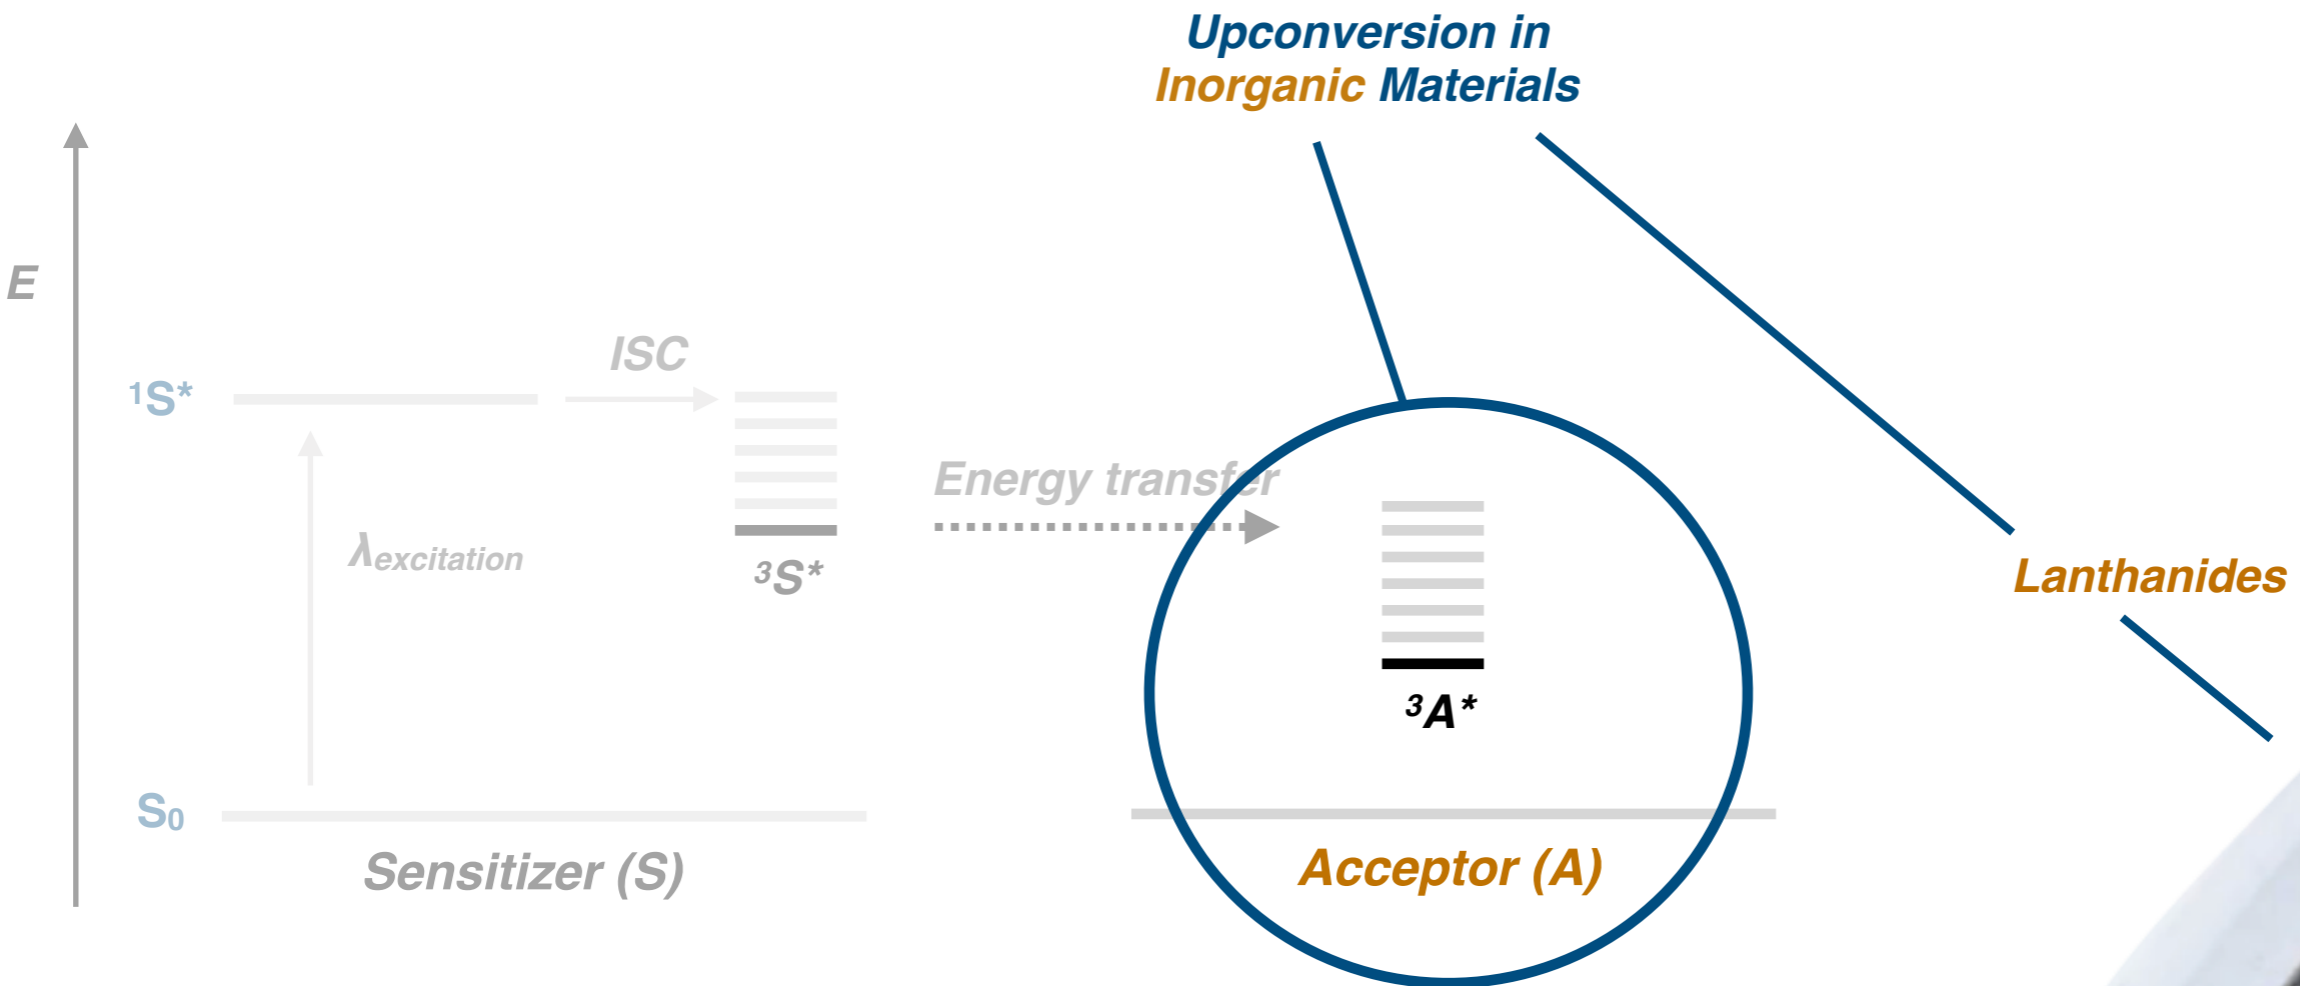 Upconversion in
Inorganic Materials
E
ISC
¹S*
Energy transfer
λexcitation
³S*
Lanthanides
³A*
S₀
Sensitizer (S)
Acceptor (A)